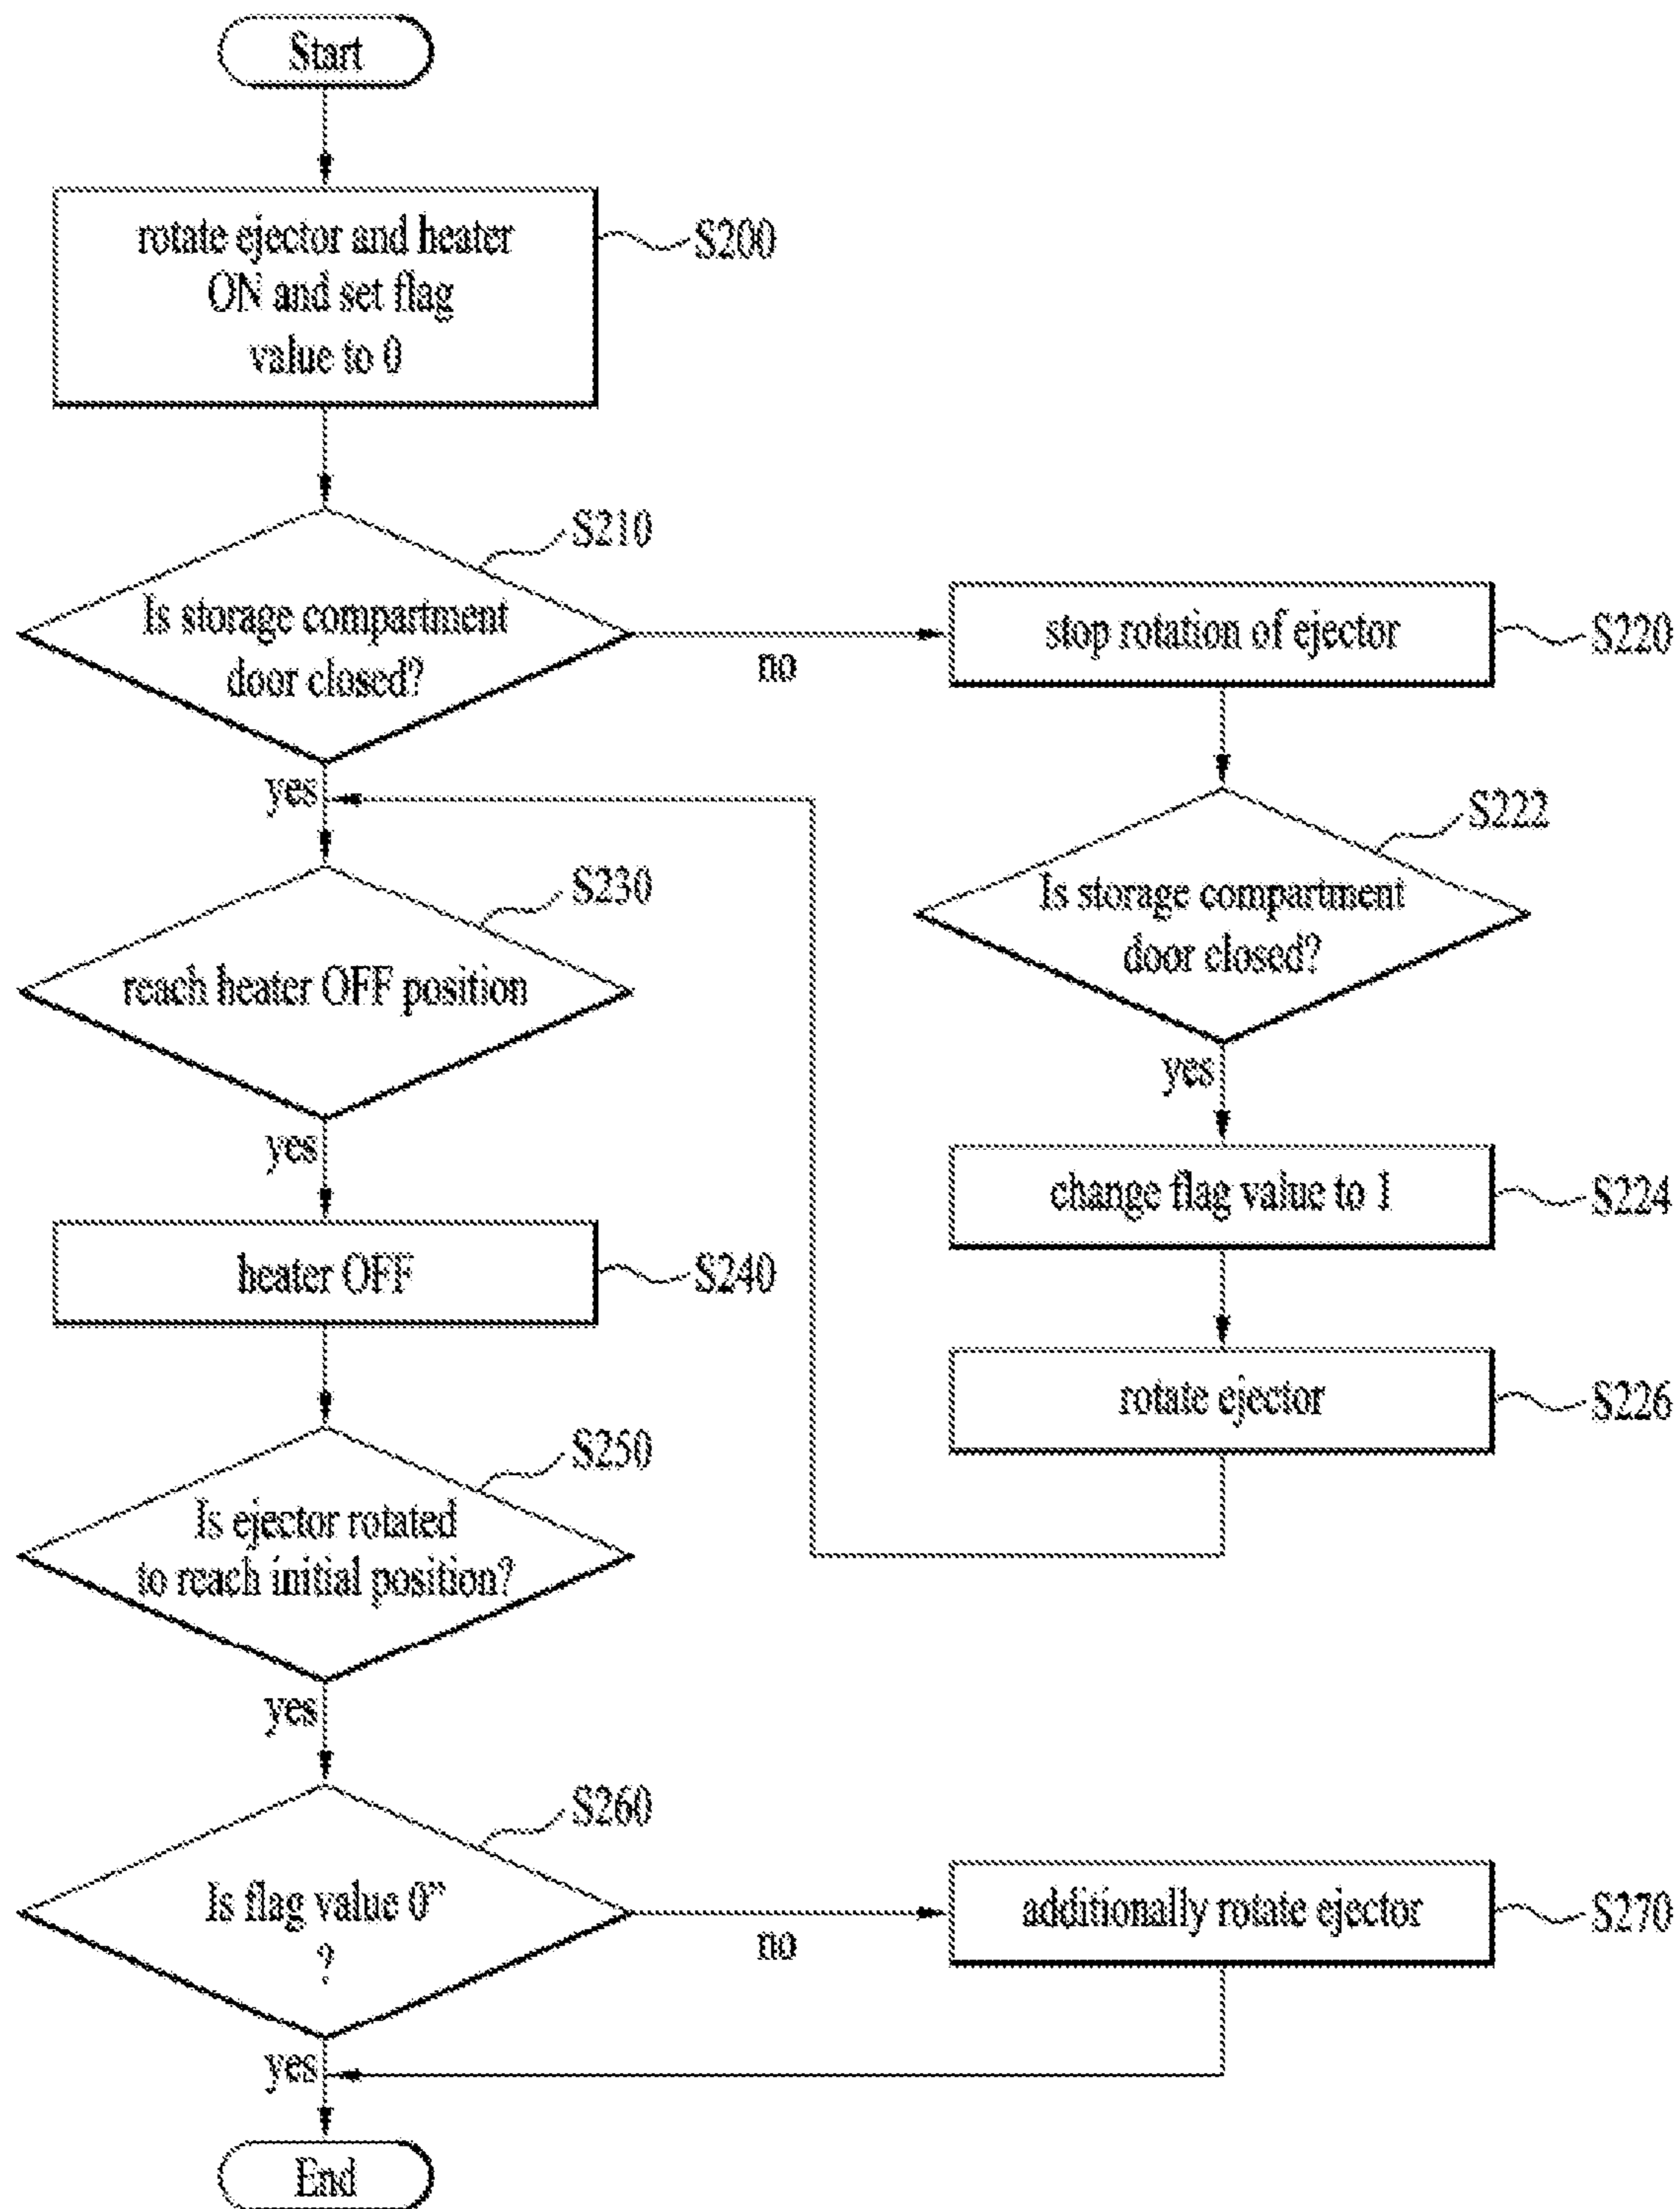 Start
rotate ejector and heater
ON and set flag
value to 0
S200
S210
Is storage compartment
door closed?
no
stop rotation of ejector
S220
yes
S222
Is storage compartment
door closed?
S230
reach heater OFF position
yes
yes
change flag value to 1
S224
heater OFF
S240
rotate ejector
S226
S250
Is ejector rotated
to reach initial position?
yes
S260
Is flag value 0”
?
no
additionally rotate ejector
S270
yes
End